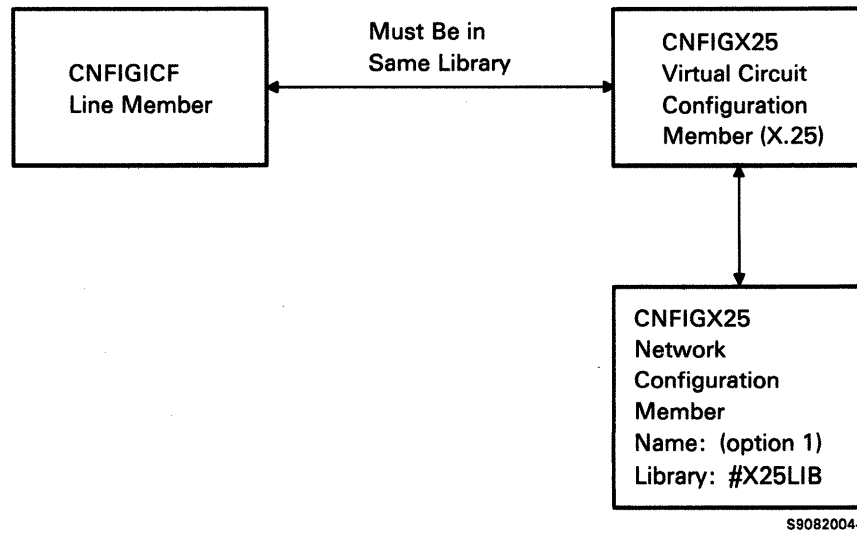 CNFIGICF
Line Member
Must Be in
Same Library
CNFIGX25
Virtual Circuit
Configuration
Member (X.25)
CNFIGX25
Network
Configuration
Member
Name: (option 1)
Library: #X25LIB
S9082004-